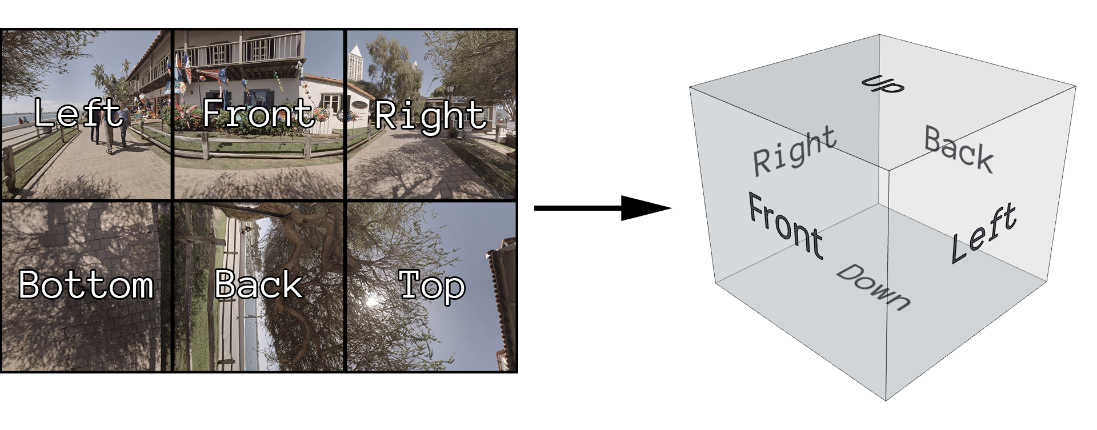 Left Front Right
Bottom Back Top
Up
Right Back
Front Left
Down